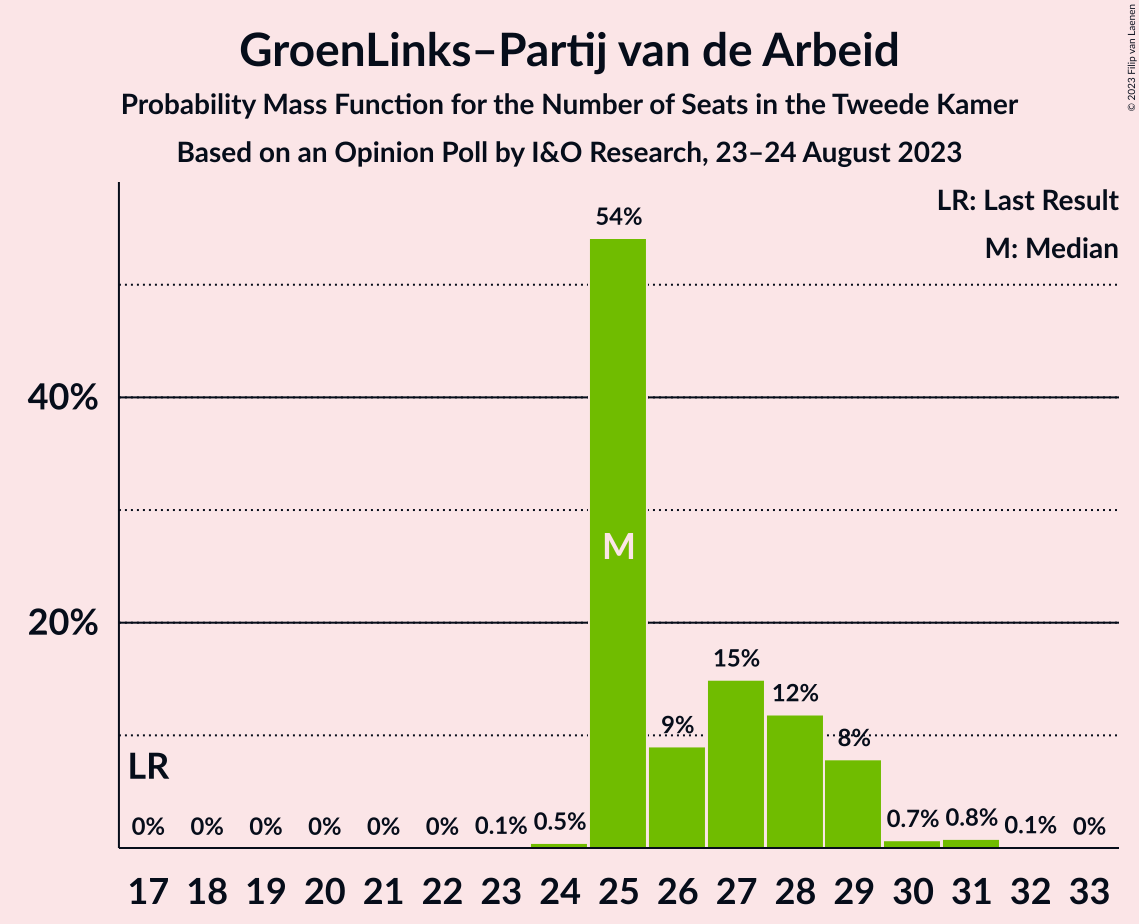 GroenLinks–Partij van de Arbeid
Probability Mass Function for the Number of Seats in the Tweede Kamer
Based on an Opinion Poll by I&O Research, 23–24 August 2023
© 2023 Filip van Laenen
LR: Last Result
M: Median
54%
40%
M
20%
15%
12%
9%
8%
LR
0% 0% 0% 0% 0% 0% 0.1% 0.5% 0.7% 0.8% 0.1% 0%
17 18 19 20 21 22 23 24 25 26 27 28 29 30 31 32 33